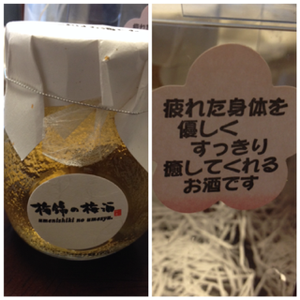 梅錦の梅酒
umenishiki no umesyu
疲れた身体を
優しく
すっきり
癒してくれる
お酒です